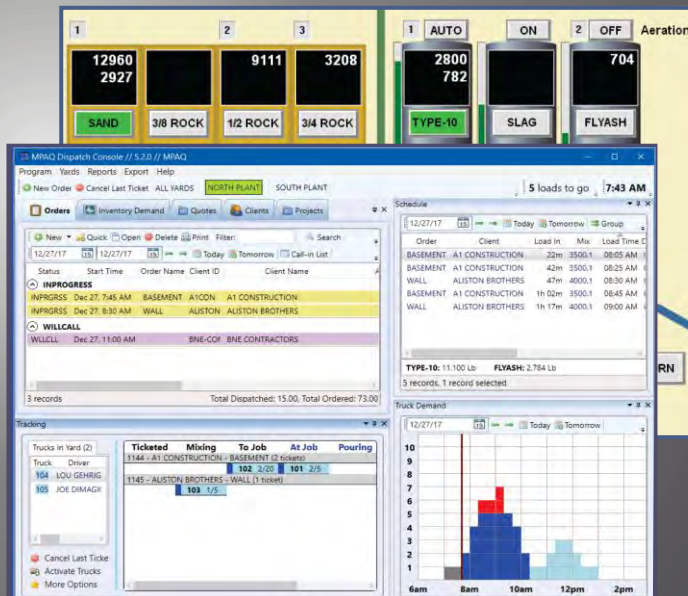 1 2 3 1 AUTO ON 2 OFF Aeration
12960 9111 3208 2800 704
2927 782
SAND 3/8 ROCK 1/2 ROCK 3/4 ROCK TYPE-10 SLAG FLYASH
MPAQ Dispatch Console // 5.2.0 // MPAQ
Program Yards Reports Export Help
New Order Cancel Last Ticket ALL YARDS NORTH PLANT SOUTH PLANT 5 loads to go 7:43 AM
Orders Inventory Demand Quotes Clients Projects
New Quick Open Delete Print Filter: Search
12/27/17 15 12/27/17 15 Today Tomorrow Call-in List
Status Start Time Order Name Client ID Client Name
INPROGRESS
INPRGRSS Dec 27, 7:45 AM BASEMENT A1CON A1 CONSTRUCTION
INPRGRSS Dec 27, 8:30 AM WALL ALISTON ALISTON BROTHERS
WILLCALL
WLLCLL Dec 27, 11:00 AM BNE-CO BNE CONTRACTORS
3 records Total Dispatched: 15.00, Total Ordered: 73.00
Schedule
12/27/17 15 Today Tomorrow Group
Order Client Load In Mix Load Time
BASEMENT A1 CONSTRUCTION 22m 3500.1 08:05 AM
BASEMENT A1 CONSTRUCTION 42m 3500.1 08:25 AM
WALL ALISTON BROTHERS 47m 4000.1 08:30 AM
BASEMENT A1 CONSTRUCTION 1h 02m 3500.1 08:45 AM
WALL ALISTON BROTHERS 1h 17m 4000.1 09:00 AM
TYPE-10: 11,100 Lb FLYASH: 2,784 Lb
5 records, 1 record selected
RN
Tracking
Trucks In Yard (2)
Truck Driver
104 LOU GEHRIG
105 JOE DIMAGI
Cancel Last Ticke
Activate Trucks
More Options
Ticketed Mixing To Job At Job Pouring
1144 - A1 CONSTRUCTION - BASEMENT (2 tickets)
102 2/20 101 2/5
1145 - ALISTON BROTHERS - WALL (1 ticket)
103 1/5
Truck Demand
12/27/17 15 Today Tomorrow
10
9
8
7
6
5
4
3
2
1
6am 8am 10am 12pm 2pm